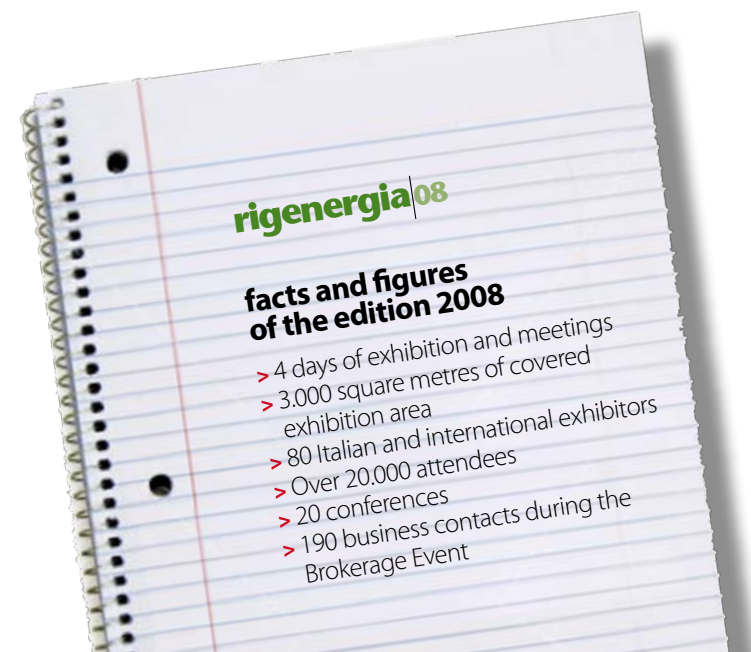 rigenergia|08
facts and figures
of the edition 2008
> 4 days of exhibition and meetings
> 3.000 square metres of covered
exhibition area
> 80 Italian and international exhibitors
> Over 20.000 attendees
> 20 conferences
> 190 business contacts during the
Brokerage Event